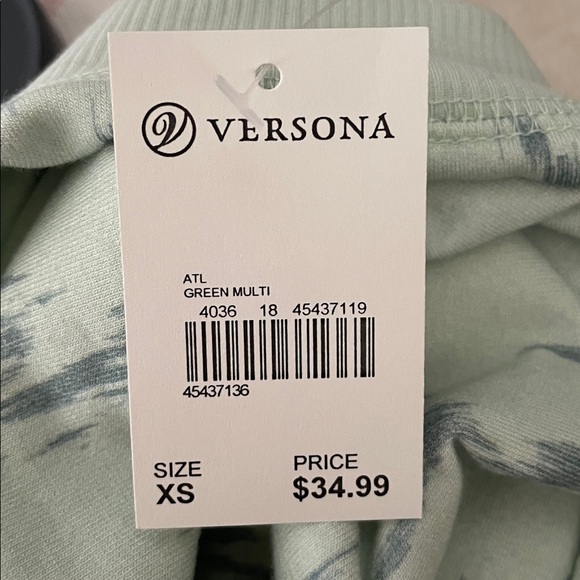 VERSONA
ATL
GREEN MULTI
4036 18 45437119
45437136
SIZE PRICE
XS $34.99